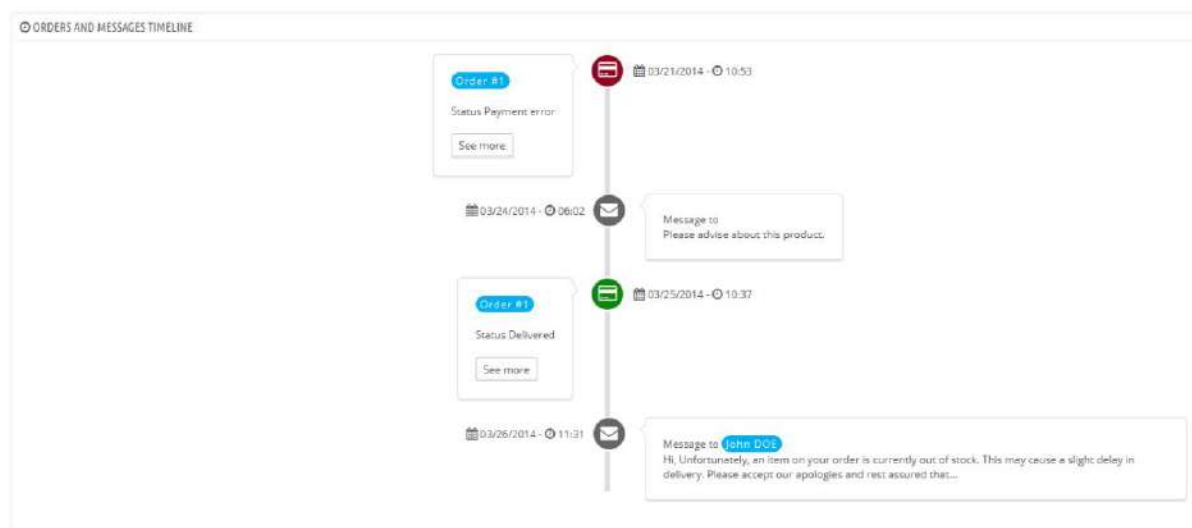 ORDERS AND MESSAGES TIMELINE
Order #1
03/21/2014 - 10:53
Status Payment error
See more
03/24/2014 - 06:02
Message to
Please advise about this product.
Order #1
03/25/2014 - 10:37
Status Delivered
See more
03/26/2014 - 11:31
Message to John DOE
Hi, Unfortunately, an item on your order is currently out of stock. This may cause a slight delay in
delivery. Please accept our apologies and rest assured that...